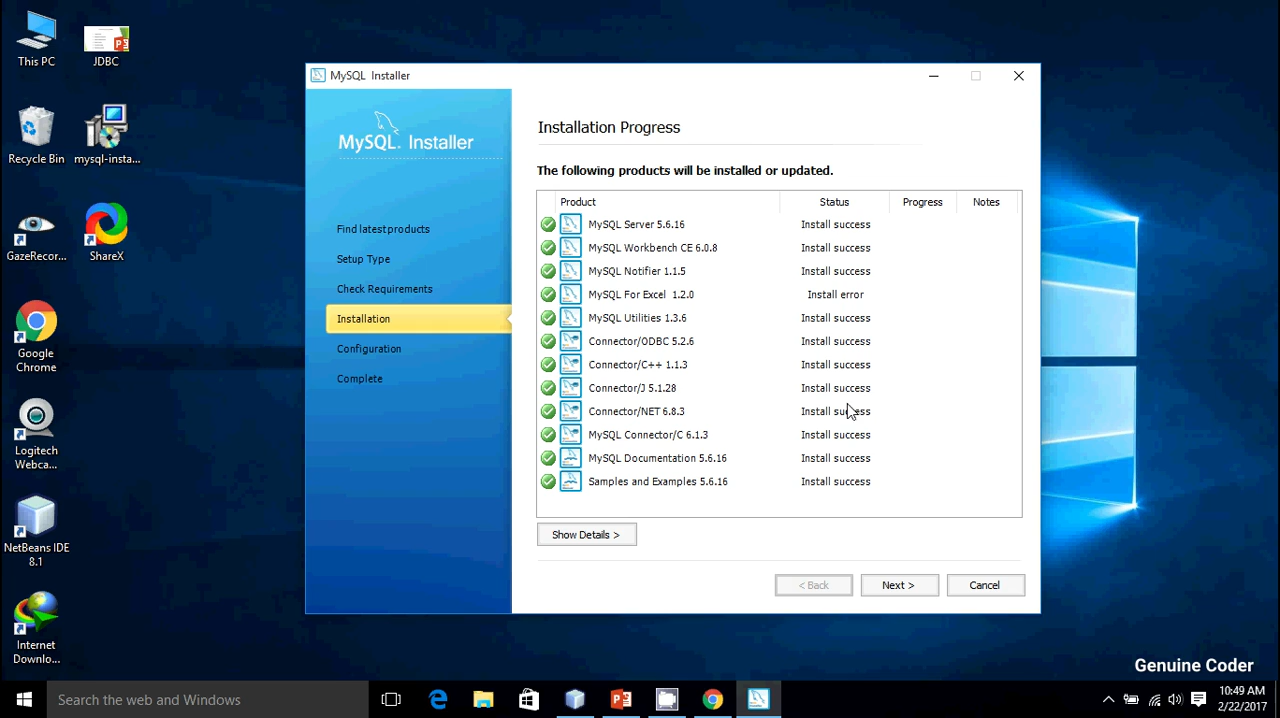 This PC
JDBC
Recycle Bin
mysql-insta...
GazeRecor...
ShareX
Google
Chrome
Logitech
Webca...
NetBeans IDE
8.1
Internet
Downlo...
MySQL Installer
MySQL. Installer
Find latest products
Setup Type
Check Requirements
Installation
Configuration
Complete
Installation Progress
The following products will be installed or updated.
Product Status Progress Notes
MySQL Server 5.6.16 Install success
MySQL Workbench CE 6.0.8 Install success
MySQL Notifier 1.1.5 Install success
MySQL For Excel 1.2.0 Install error
MySQL Utilities 1.3.6 Install success
Connector/ODBC 5.2.6 Install success
Connector/C++ 1.1.3 Install success
Connector/J 5.1.28 Install success
Connector/NET 6.8.3 Install success
MySQL Connector/C 6.1.3 Install success
MySQL Documentation 5.6.16 Install success
Samples and Examples 5.6.16 Install success
Show Details >
< Back Next > Cancel
Genuine Coder
Search the web and Windows
10:49 AM
2/22/2017